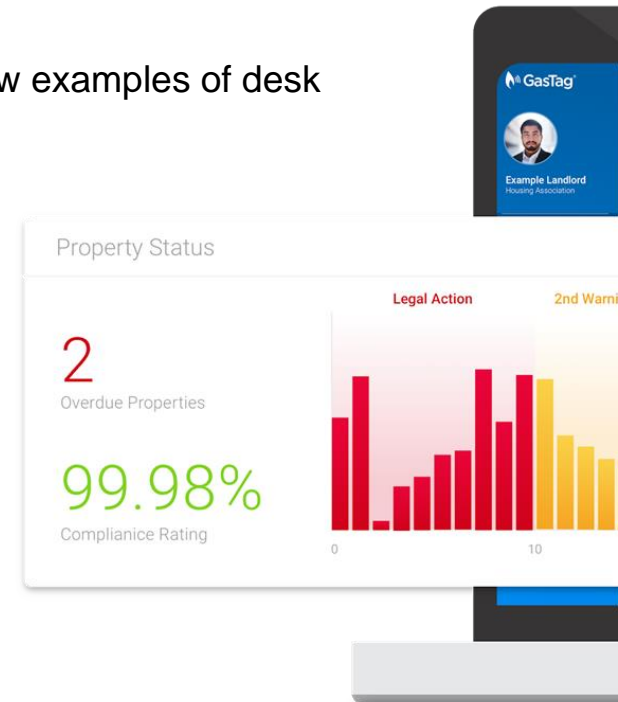 w examples of desk
GasTag
Example Landlord
Housing Association
Property Status
Legal Action
2nd Warni
2
Overdue Properties
99.98%
Complianice Rating
0
10